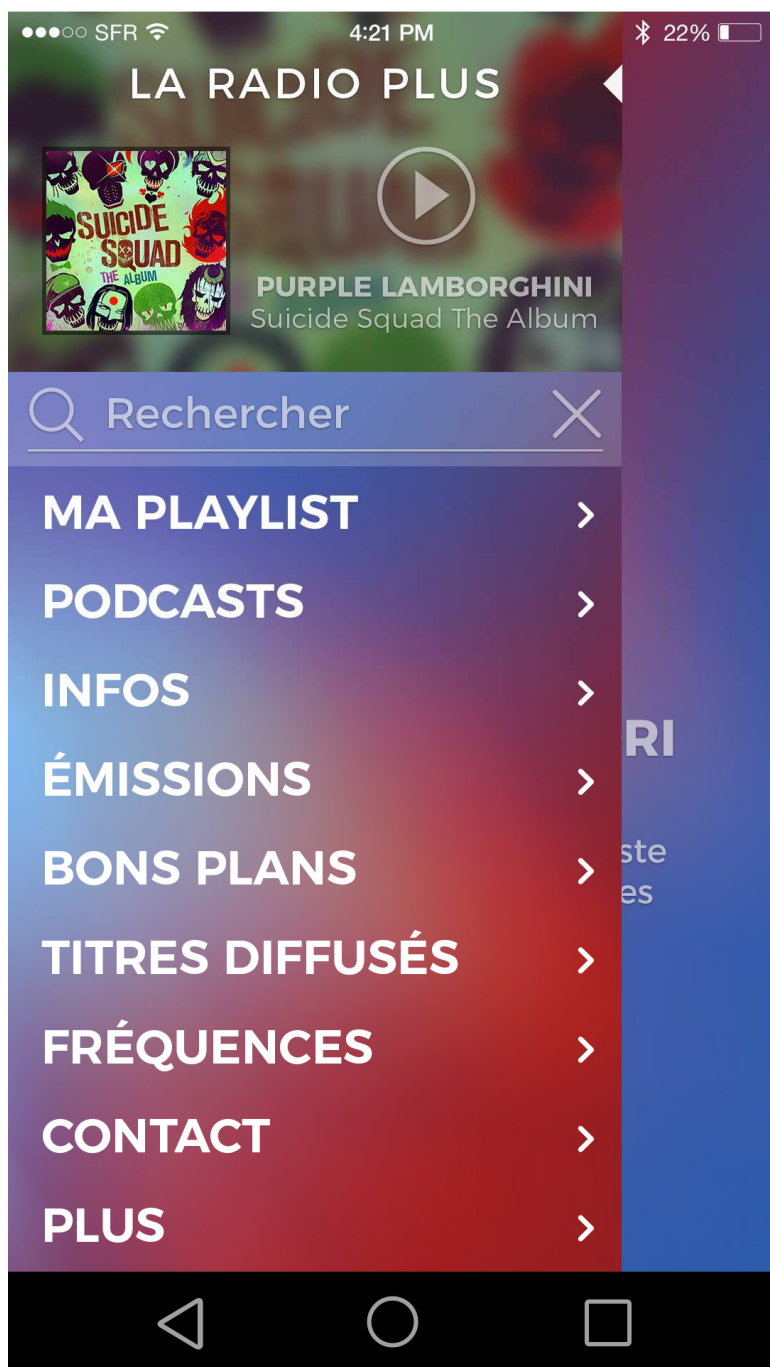 SFR 4:21 PM 22%
LA RADIO PLUS
SUICIDE
SQUAD
THE ALBUM
PURPLE LAMBORGHINI
Suicide Squad The Album
Rechercher
MA PLAYLIST
PODCASTS
INFOS
RI
ÉMISSIONS
BONS PLANS
ste
es
TITRES DIFFUSÉS
FRÉQUENCES
CONTACT
PLUS